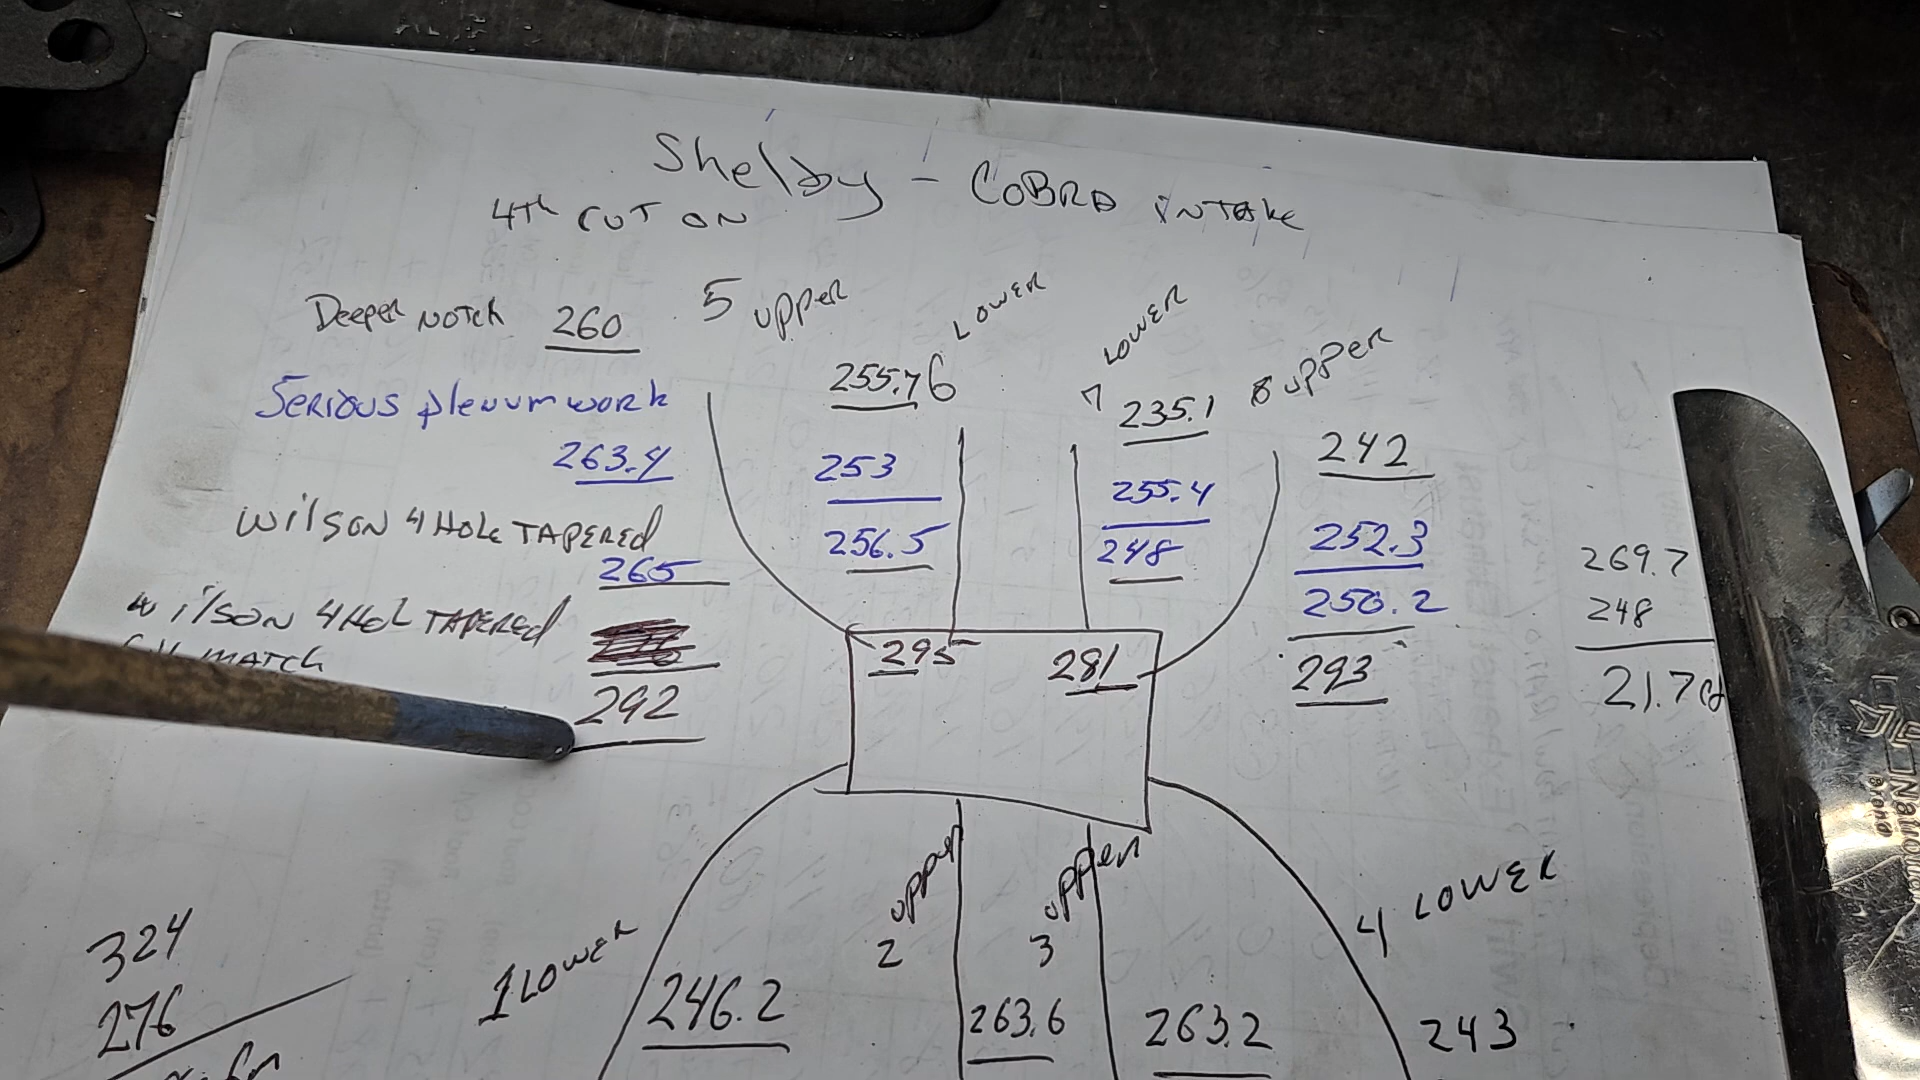 Shelby - COBRA INTAKE
4Th CUT ON
Deeper NOTCH 260
5 upper
LOWER
7 LOWER
8 upper
255.76
235.1
242
Serious plenum work
263.4
253
255.4
252.3
Wilson 4 Hole TAPERED
265
256.5
248
250.2
269.7
248
21.7
Wilson 4 Hol TAPERED
MATCH
292
295
281
293
1 LOWER
2 upper
3 upper
4 LOWER
324
276
246.2
263.6
263.2
243